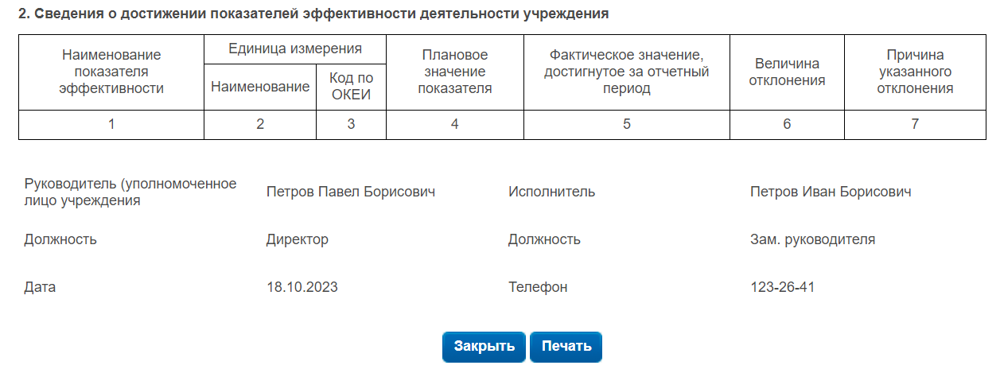 2. Сведения о достижении показателей эффективности деятельности учреждения
Наименование
показателя
эффективности
Единица измерения
Наименование
Код по
ОКЕИ
Плановое
значение
показателя
Фактическое значение,
достигнутое за отчетный
период
Величина
отклонения
Причина
указанного
отклонения
1 2 3 4 5 6 7
Руководитель (уполномоченное
лицо учреждения
Петров Павел Борисович
Исполнитель
Петров Иван Борисович
Должность Директор Должность Зам. руководителя
Дата 18.10.2023 Телефон 123-26-41
Закрыть Печать